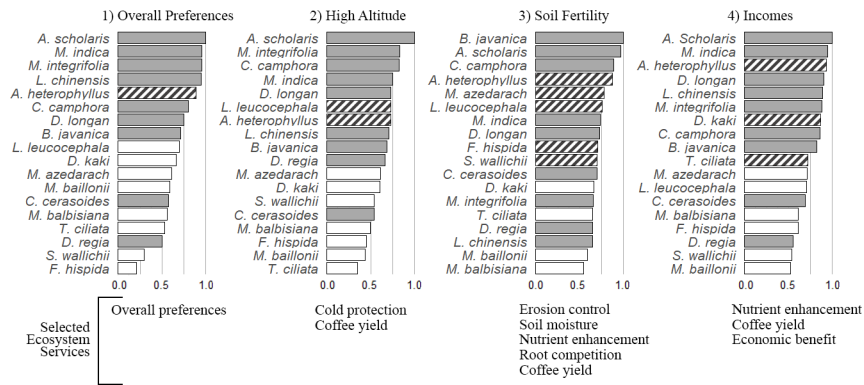 1) Overall Preferences
A. scholaris
M. indica
M. integrifolia
L. chinensis
A. heterophyllus
C. camphora
D. longan
B. javanica
L. leucocephala
D. kaki
M. azedarach
M. baillonii
C. cerasoides
M. balbisiana
T. ciliata
D. regia
S. wallichii
F. hispida
0.0 0.5 1.0
2) High Altitude
A. scholaris
M. integrifolia
C. camphora
M. indica
D. longan
L. leucocephala
A. heterophyllus
L. chinensis
B. javanica
D. regia
M. azedarach
D. kaki
S. wallichii
C. cerasoides
M. balbisiana
F. hispida
M. baillonii
T. ciliata
0.0 0.5 1.0
3) Soil Fertility
B. javanica
A. scholaris
C. camphora
A. heterophyllus
M. azedarach
L. leucocephala
M. indica
D. longan
F. hispida
S. wallichii
C. cerasoides
D. kaki
M. integrifolia
T. ciliata
D. regia
L. chinensis
M. baillonii
M. balbisiana
0.0 0.5 1.0
4) Incomes
A. Scholaris
M. indica
A. heterophyllus
D. longan
L. chinensis
M. integrifolia
D. kaki
C. camphora
B. javanica
T. ciliata
M. azedarach
L. leucocephala
C. cerasoides
M. balbisiana
F. hispida
D. regia
S. wallichii
M. baillonii
0.0 0.5 1.0
Selected
Ecosystem
Services
Overall preferences
Cold protection
Coffee yield
Erosion control
Soil moisture
Nutrient enhancement
Root competition
Coffee yield
Nutrient enhancement
Coffee yield
Economic benefit